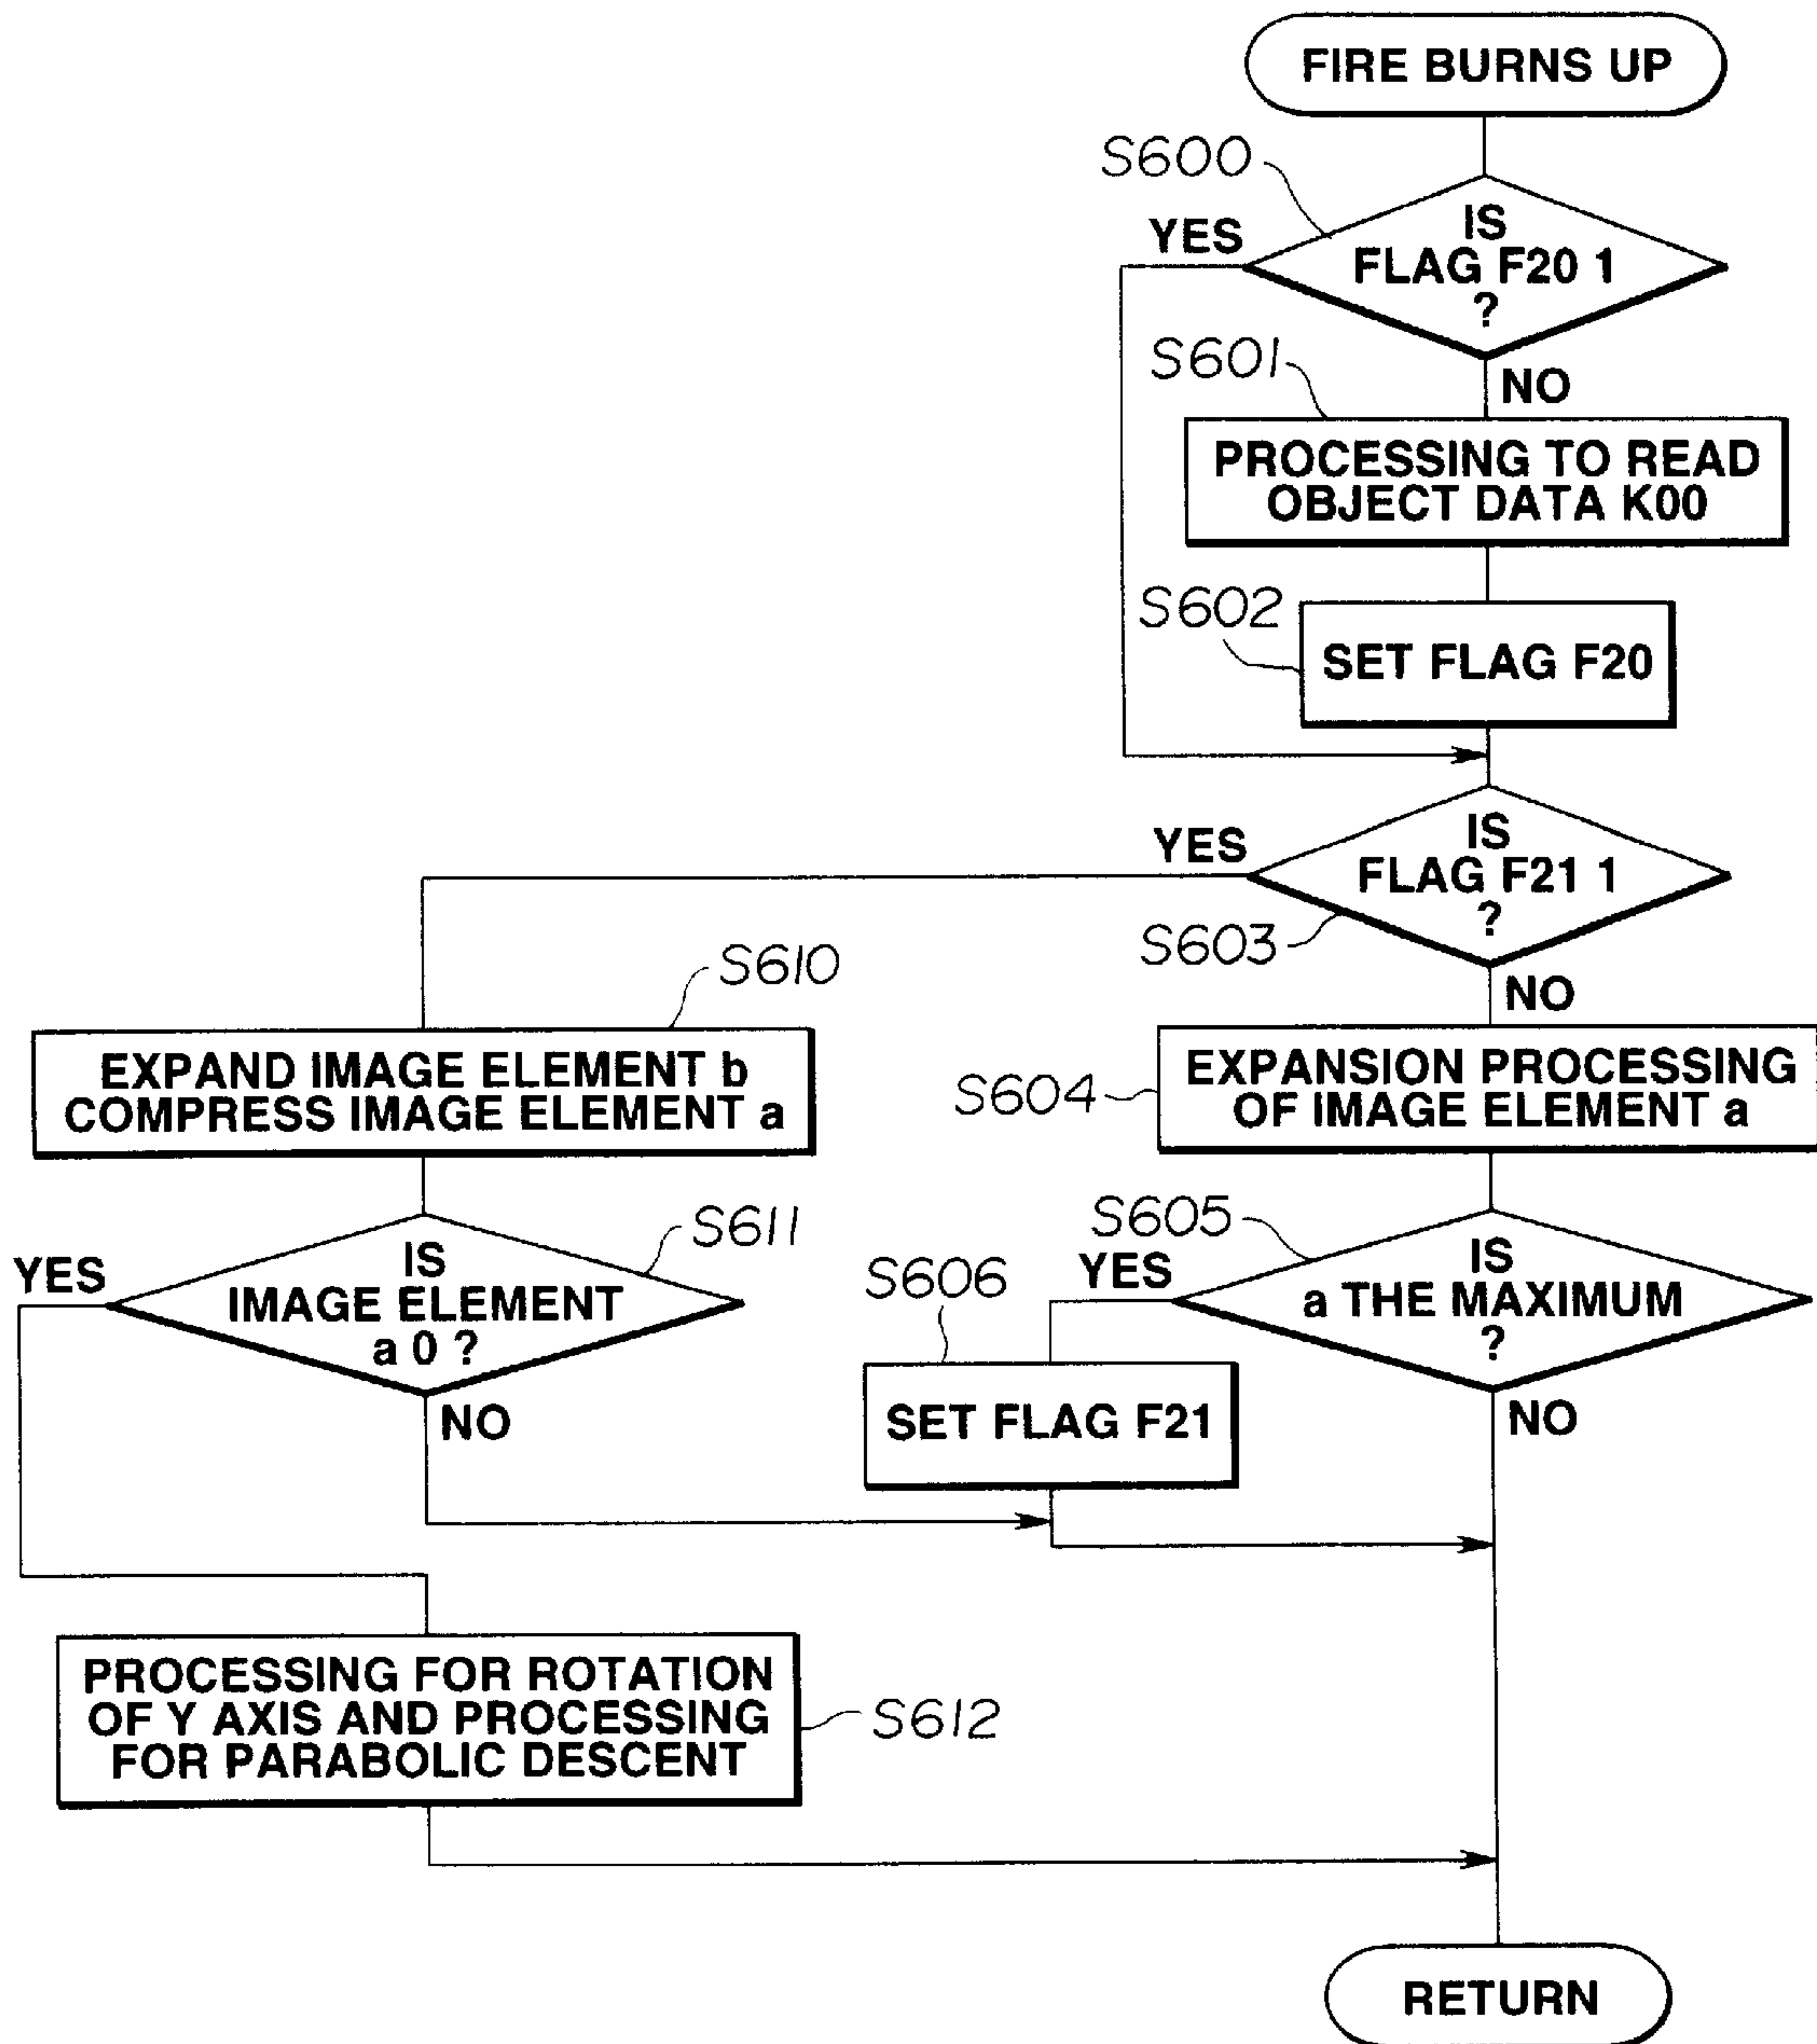 FIRE BURNS UP
S600
YES
IS
FLAG F20 1
?
S601
NO
PROCESSING TO READ
OBJECT DATA K00
S602
SET FLAG F20
YES
IS
FLAG F21 1
?
S603
NO
S610
EXPAND IMAGE ELEMENT b
COMPRESS IMAGE ELEMENT a
S604
EXPANSION PROCESSING
OF IMAGE ELEMENT a
S611
YES
IS
IMAGE ELEMENT
a 0 ?
NO
S605
YES
IS
a THE MAXIMUM
?
NO
S606
SET FLAG F21
PROCESSING FOR ROTATION
OF Y AXIS AND PROCESSING
FOR PARABOLIC DESCENT
S612
RETURN